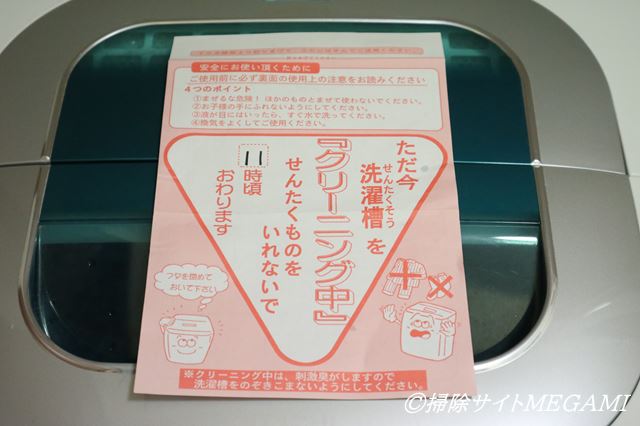 安全にお使い頂くために
ご使用前に必ず裏面の使用上の注意をお読みください
4つのポイント
①まぜるな危険！ ほかのものとまぜて使わないでください。
②お子様の手にふれないようにしてください。
③液が目にはいったら、すぐ水で洗ってください。
④換気をよくしてご使用ください。
ただ今
洗濯槽を
せんたくそう
『クリーニング中』
せんたくものを
いれないで
11時頃
おわります
フタを閉めて
おいて下さい
※クリーニング中は、刺激臭がしますので
洗濯槽をのぞきこまないようにしてください。
©掃除サイトMEGAMI